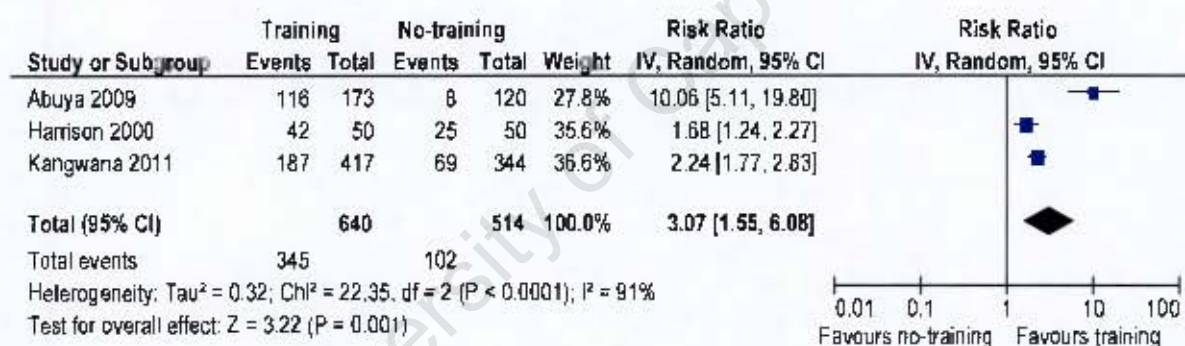 Training No-training Risk Ratio Risk Ratio
Study or Subgroup Events Total Events Total Weight IV, Random, 95% CI IV, Random, 95% CI
Abuya 2009 116 173 8 120 27.8% 10.06 [5.11, 19.80]
Harrison 2000 42 50 25 50 35.6% 1.68 [1.24, 2.27]
Kangwana 2011 187 417 69 344 36.6% 2.24 [1.77, 2.83]
Total (95% CI) 640 514 100.0% 3.07 [1.55, 6.08]
Total events 345 102
Heterogeneity: Tau² = 0.32; Chi² = 22.35, df = 2 (P < 0.0001); I² = 91%
Test for overall effect: Z = 3.22 (P = 0.001)
0.01 0.1 1 10 100
Favours no-training Favours training